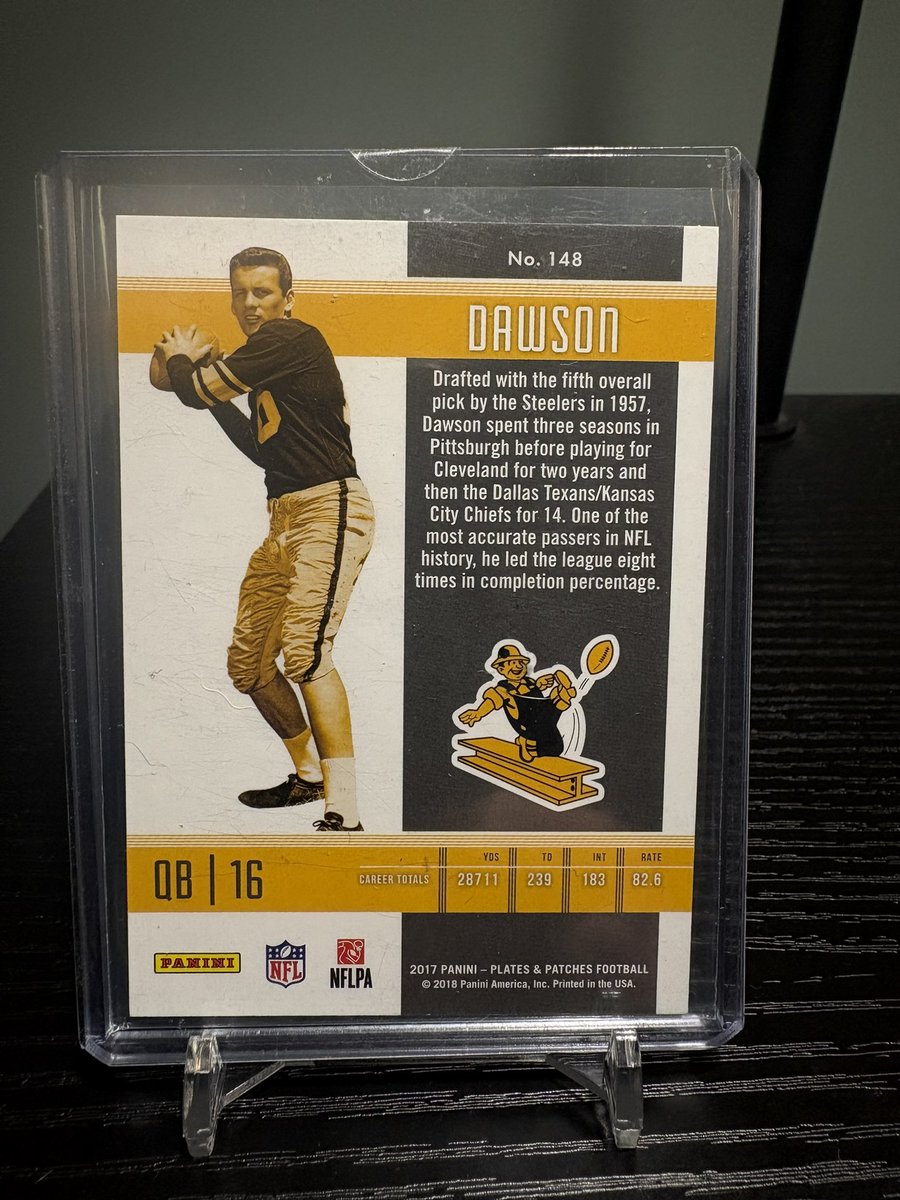 No. 148
DAWSON
Drafted with the fifth overall
pick by the Steelers in 1957,
Dawson spent three seasons in
Pittsburgh before playing for
Cleveland for two years and
then the Dallas Texans/Kansas
City Chiefs for 14. One of the
most accurate passers in NFL
history, he led the league eight
times in completion percentage.
QB | 16
YDS TD INT RATE
CAREER TOTALS 28711 239 183 82.6
PANINI
NFL
NFLPA
2017 PANINI – PLATES & PATCHES FOOTBALL
© 2018 Panini America, Inc. Printed in the USA.